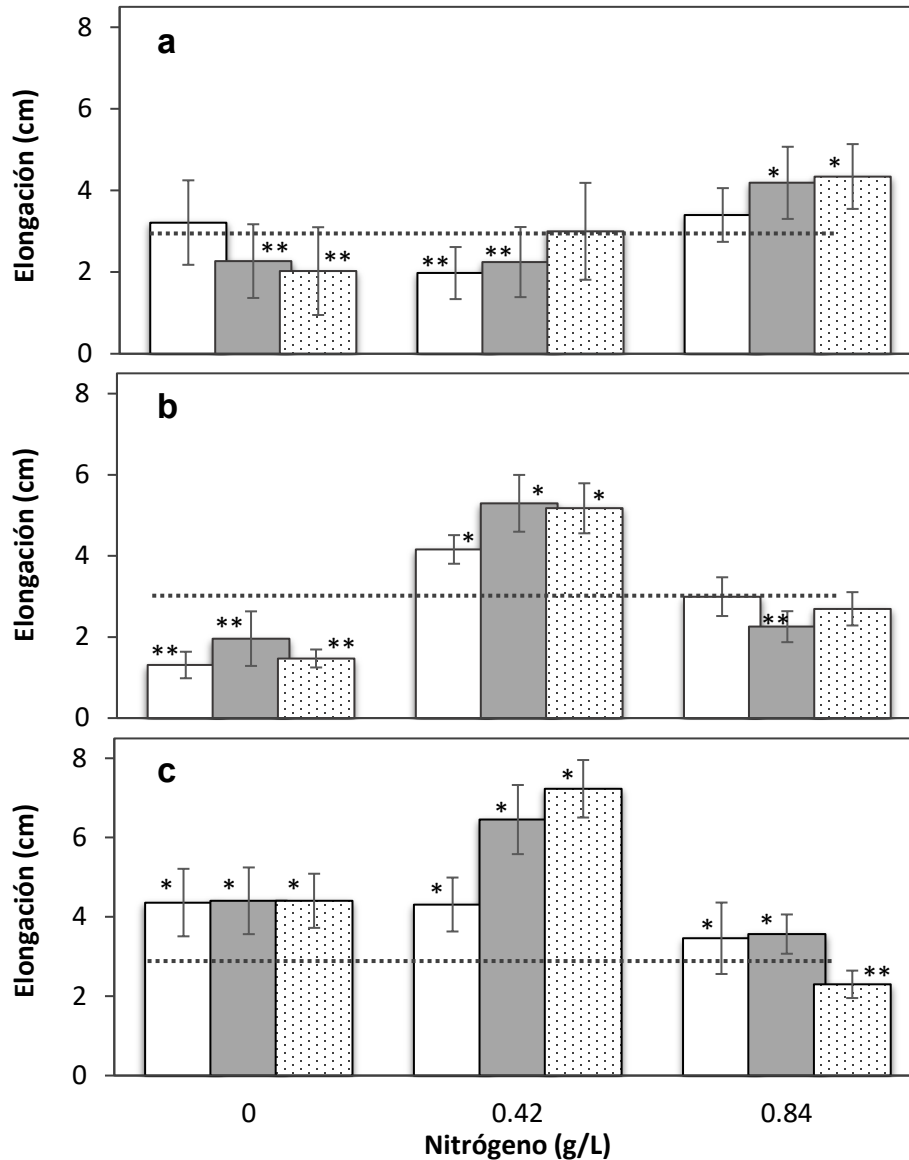 a
8
6
4
2
0
Elongación (cm)
** ** ** ** * *
b
8
6
4
2
0
Elongación (cm)
** ** ** * * * **
c
8
6
4
2
0
Elongación (cm)
* * * * * * * * **
0 0.42 0.84
Nitrógeno (g/L)